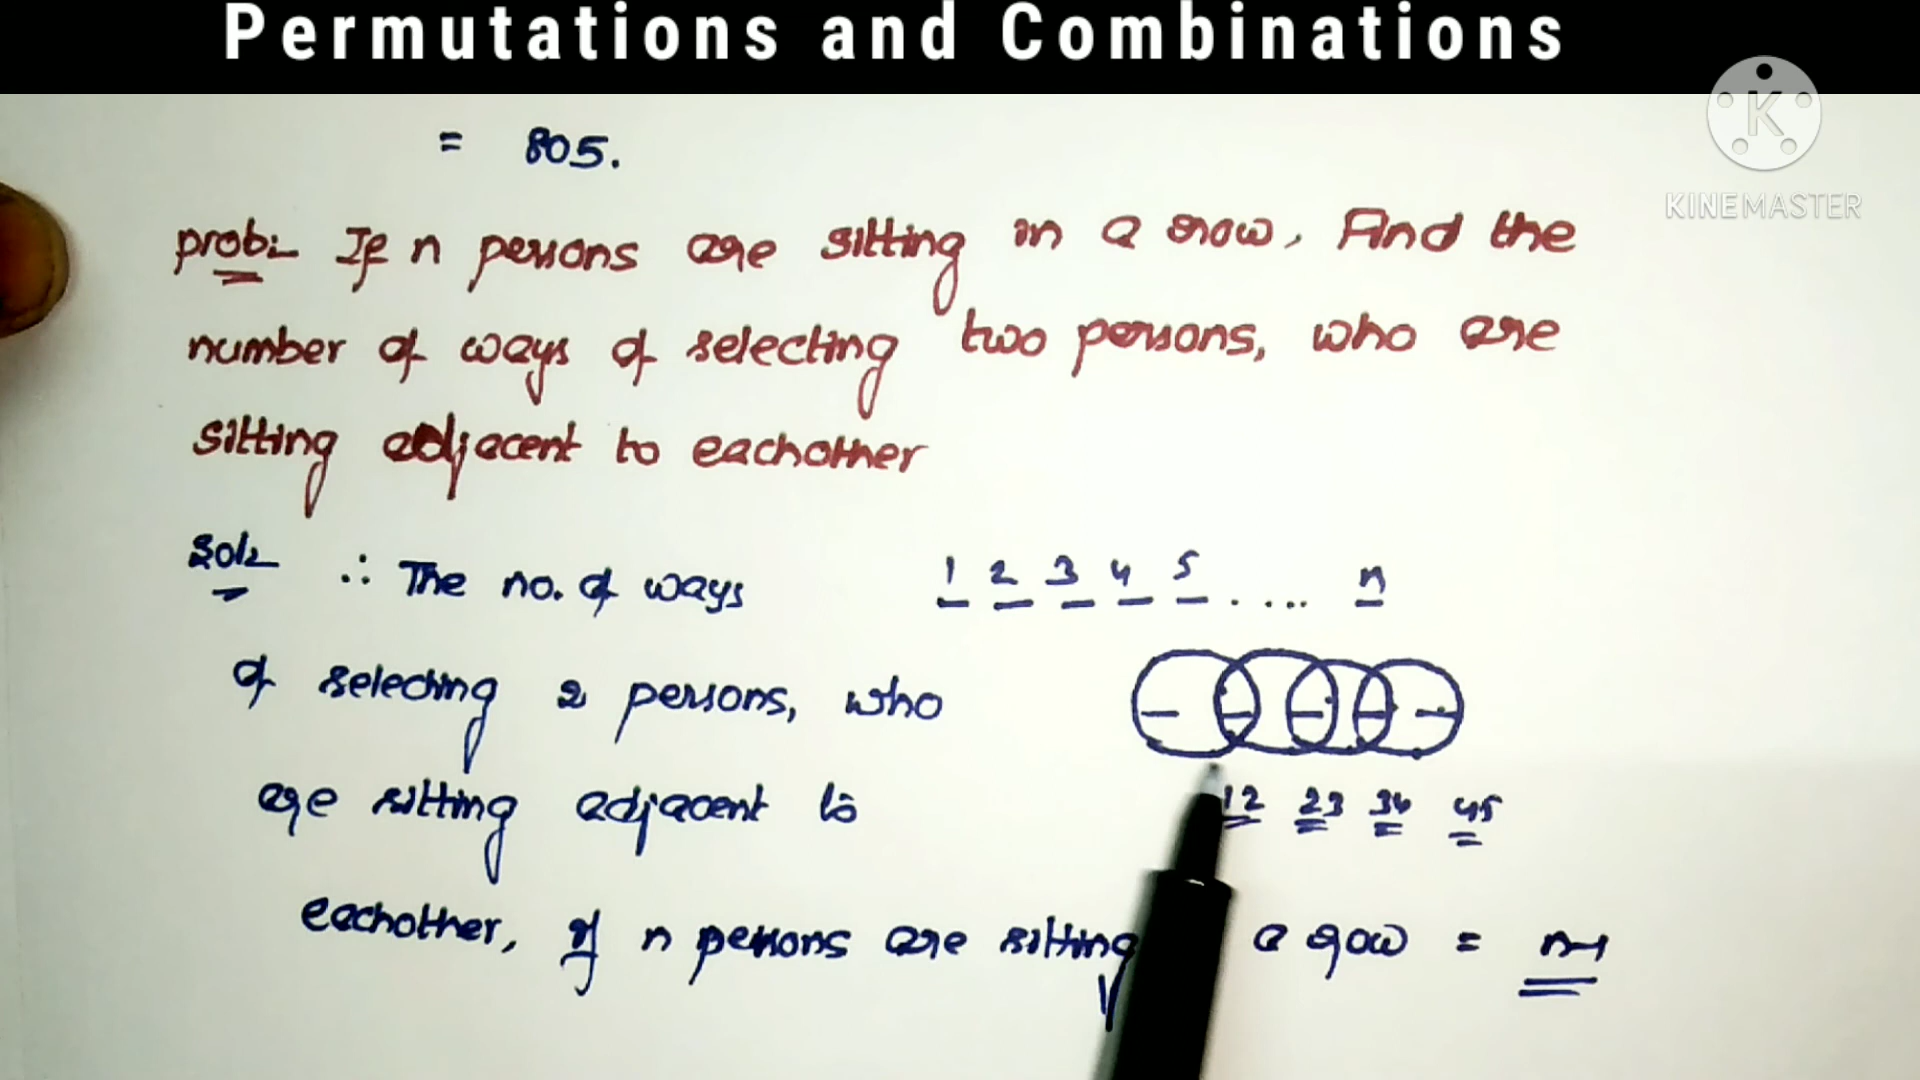 Permutations and Combinations
K
KINEMASTER
= 805.
prob:- If n persons are sitting in a row, Find the
number of ways of selecting two persons, who are
sitting adjacent to eachother
Sol:- ∴ The no. of ways
1 2 3 4 5 .... n
of selecting 2 persons, who
are sitting adjacent to
12 23 34 45
eachother, if n persons are sitting a row = n-1